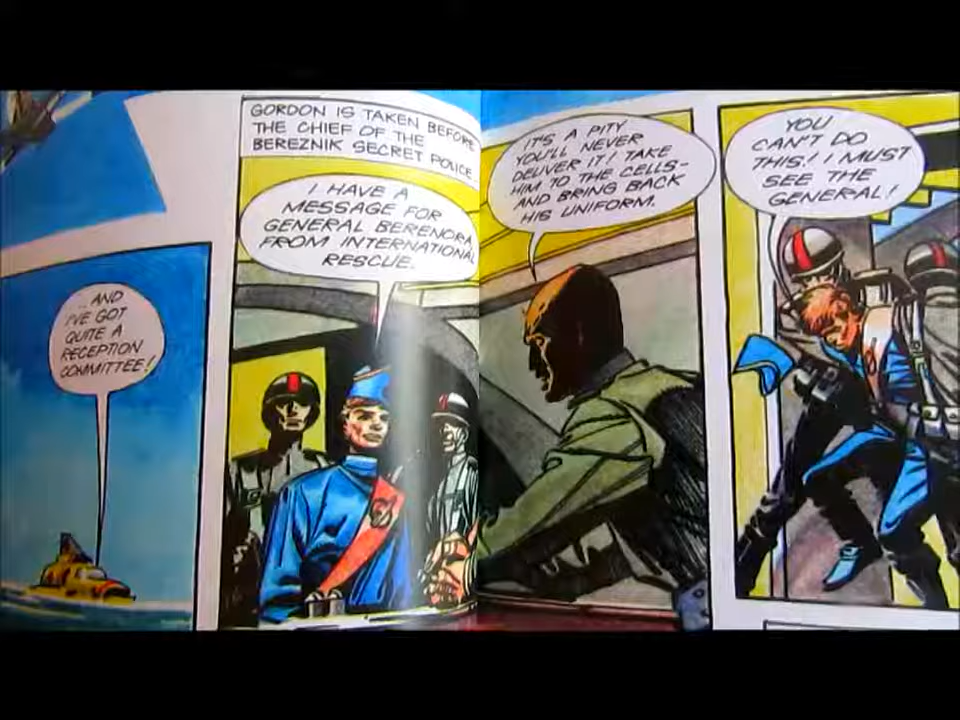 ..AND
I'VE GOT
QUITE A
RECEPTION
COMMITTEE!
GORDON IS TAKEN BEFORE
THE CHIEF OF THE
BEREZNIK SECRET POLICE
I HAVE A
MESSAGE FOR
GENERAL BERENORA
FROM INTERNATIONAL
RESCUE.
IT'S A PITY
YOU'LL NEVER
DELIVER IT! TAKE
HIM TO THE CELLS-
AND BRING BACK
HIS UNIFORM.
YOU
CAN'T DO
THIS! I MUST
SEE THE
GENERAL!